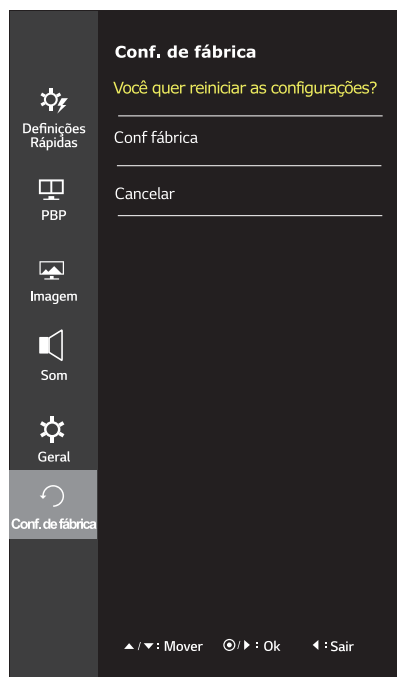 Conf. de fábrica
Você quer reiniciar as configurações?
Conf fábrica
Cancelar
Definições
Rápidas
PBP
Imagem
Som
Geral
Conf. de fábrica
▲/▼: Mover ◉/▶: Ok ◀: Sair